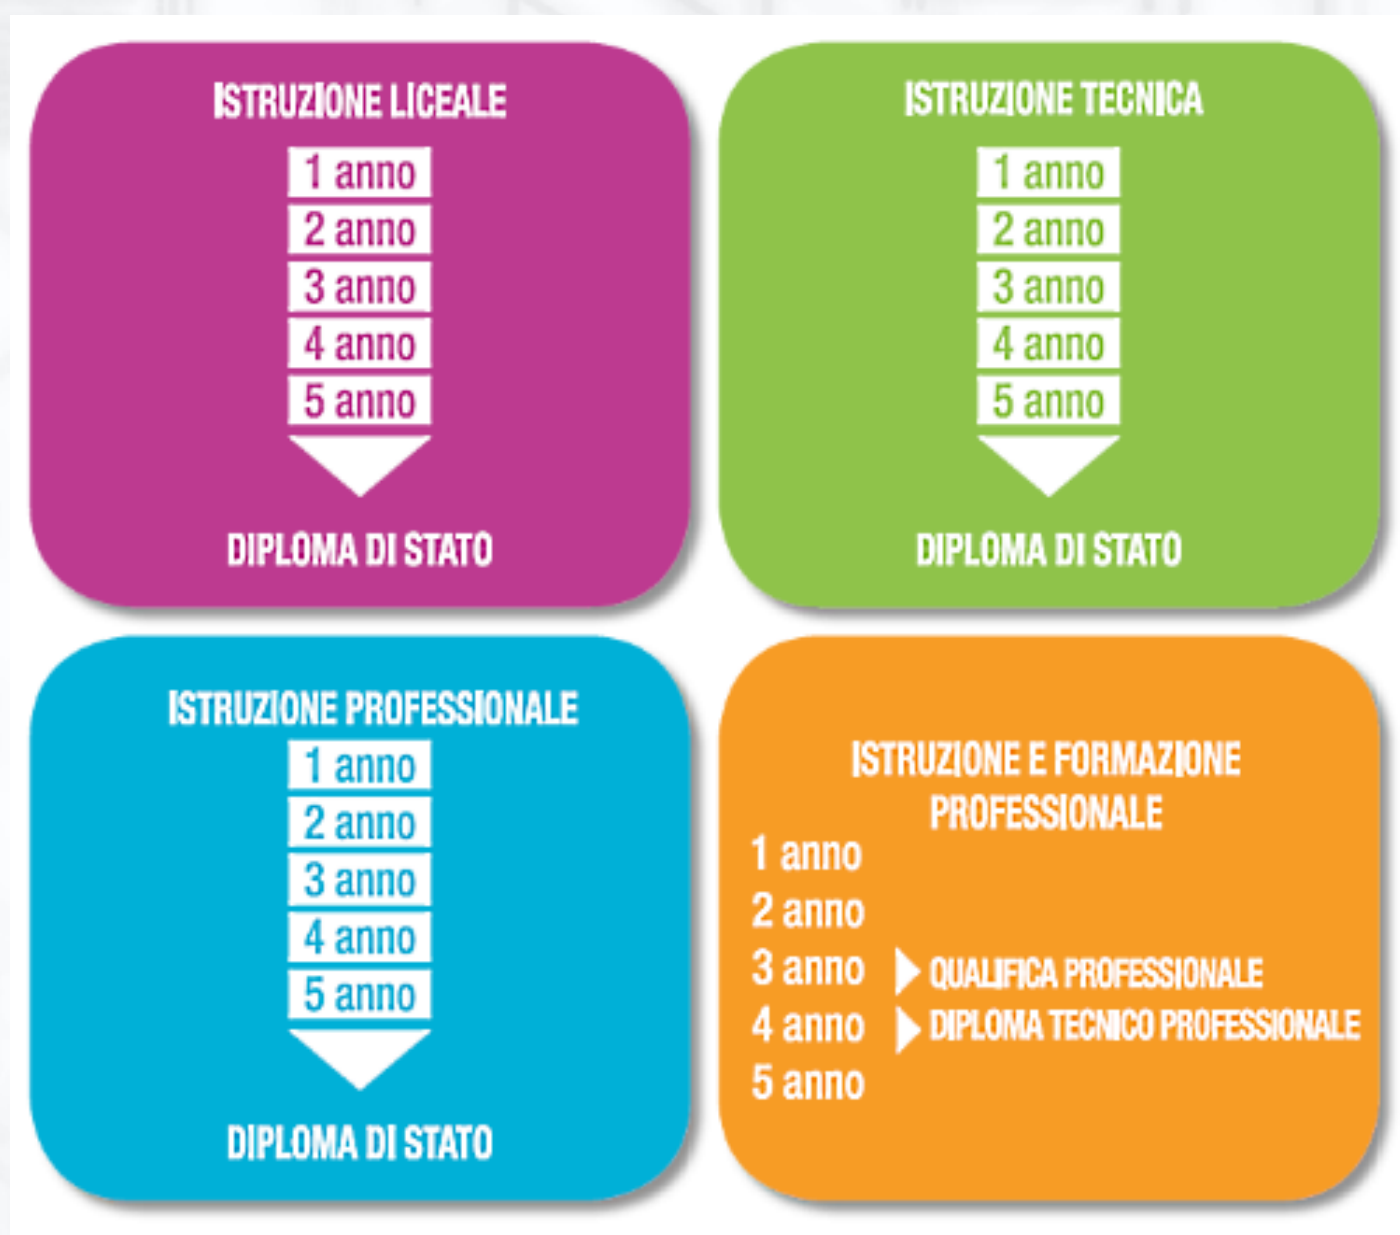 ISTRUZIONE LICEALE
1 anno
2 anno
3 anno
4 anno
5 anno
DIPLOMA DI STATO
ISTRUZIONE TECNICA
1 anno
2 anno
3 anno
4 anno
5 anno
DIPLOMA DI STATO
ISTRUZIONE PROFESSIONALE
1 anno
2 anno
3 anno
4 anno
5 anno
DIPLOMA DI STATO
ISTRUZIONE E FORMAZIONE
PROFESSIONALE
1 anno
2 anno
3 anno QUALIFICA PROFESSIONALE
4 anno DIPLOMA TECNICO PROFESSIONALE
5 anno